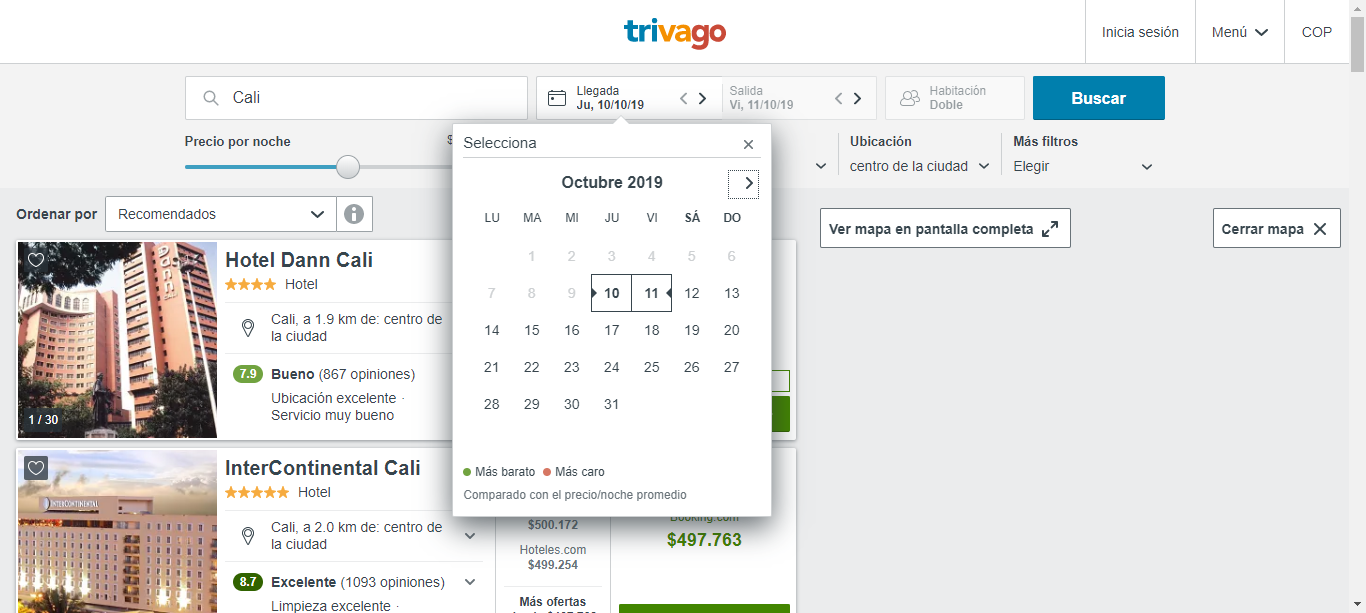 trivago
Inicia sesión
Menú
COP
Cali
Llegada
Ju, 10/10/19
Salida
Vi, 11/10/19
Habitación
Doble
Buscar
Precio por noche
$
Ubicación
centro de la ciudad
Más filtros
Elegir
Selecciona
Octubre 2019
LU MA MI JU VI SÁ DO
1 2 3 4 5 6
7 8 9 10 11 12 13
14 15 16 17 18 19 20
21 22 23 24 25 26 27
28 29 30 31
Más barato Más caro
Comparado con el precio/noche promedio
Ordenar por
Recomendados
Ver mapa en pantalla completa
Cerrar mapa
DANN
1 / 30
Hotel Dann Cali
Hotel
Cali, a 1.9 km de: centro de
la ciudad
7.9 Bueno (867 opiniones)
Ubicación excelente ·
Servicio muy bueno
INTERCONTINENTAL
InterContinental Cali
Hotel
Cali, a 2.0 km de: centro de
la ciudad
8.7 Excelente (1093 opiniones)
Limpieza excelente ·
$500.172
Hoteles.com
$499.254
Más ofertas
Booking.com
$497.763